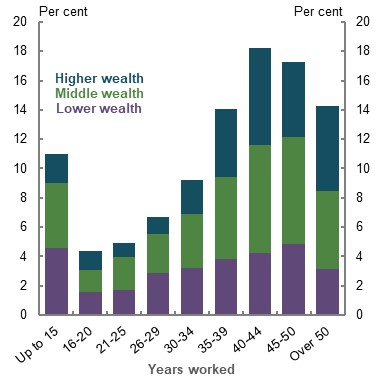 Per cent Per cent
20 20
18 18
16 16
14 14
12 12
10 10
8 8
6 6
4 4
2 2
0 0
Higher wealth
Middle wealth
Lower wealth
Up to 15 16-20 21-25 26-29 30-34 35-39 40-44 45-50 Over 50
Years worked